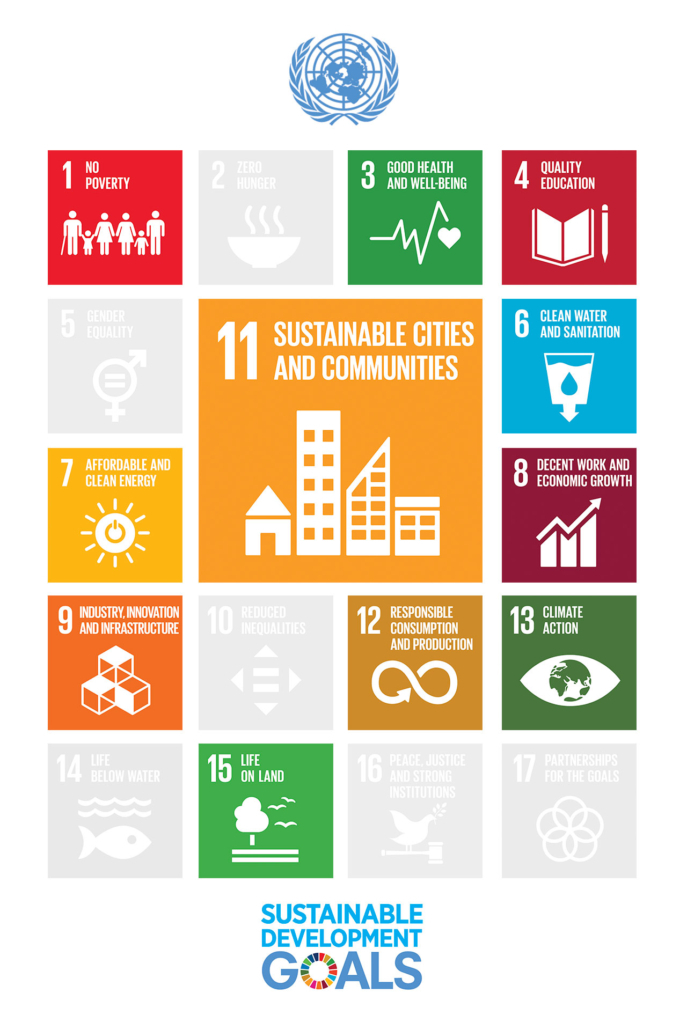 1 NO
POVERTY
2 ZERO
HUNGER
3 GOOD HEALTH
AND WELL-BEING
4 QUALITY
EDUCATION
5 GENDER
EQUALITY
11 SUSTAINABLE CITIES
AND COMMUNITIES
6 CLEAN WATER
AND SANITATION
7 AFFORDABLE AND
CLEAN ENERGY
8 DECENT WORK AND
ECONOMIC GROWTH
9 INDUSTRY, INNOVATION
AND INFRASTRUCTURE
10 REDUCED
INEQUALITIES
12 RESPONSIBLE
CONSUMPTION
AND PRODUCTION
13 CLIMATE
ACTION
14 LIFE
BELOW WATER
15 LIFE
ON LAND
16 PEACE, JUSTICE
AND STRONG
INSTITUTIONS
17 PARTNERSHIPS
FOR THE GOALS
SUSTAINABLE
DEVELOPMENT
GOALS